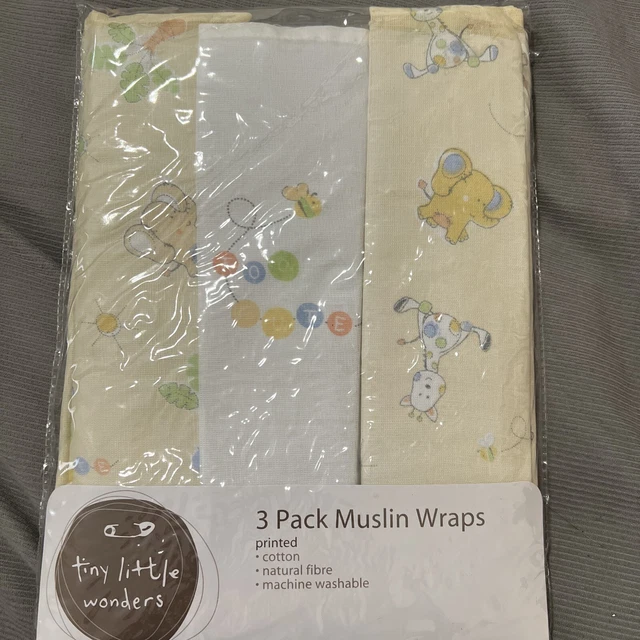 3 Pack Muslin Wraps
printed
• cotton
• natural fibre
• machine washable
tiny little
wonders